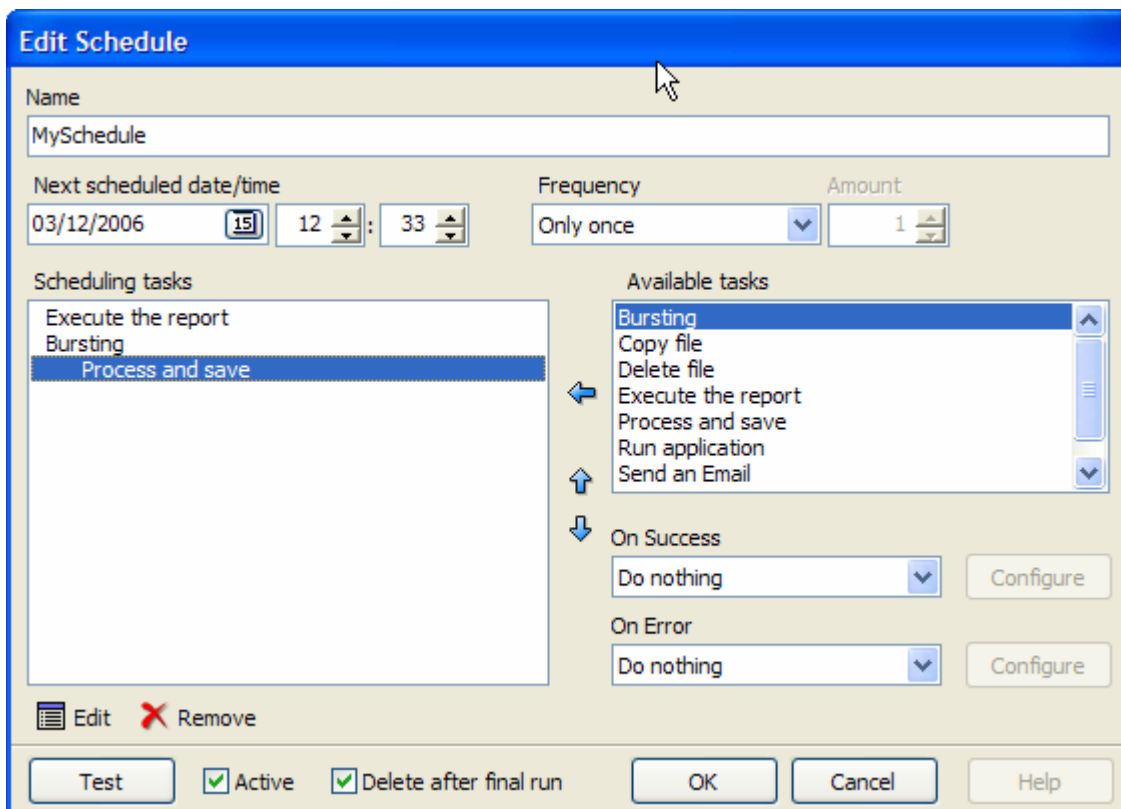 Edit Schedule
Name
MySchedule
Next scheduled date/time
Frequency
Amount
03/12/2006
15
12
:
33
Only once
1
Scheduling tasks
Execute the report
Bursting
Process and save
Available tasks
Bursting
Copy file
Delete file
Execute the report
Process and save
Run application
Send an Email
On Success
Do nothing
Configure
On Error
Do nothing
Configure
Edit
Remove
Test
Active
Delete after final run
OK
Cancel
Help